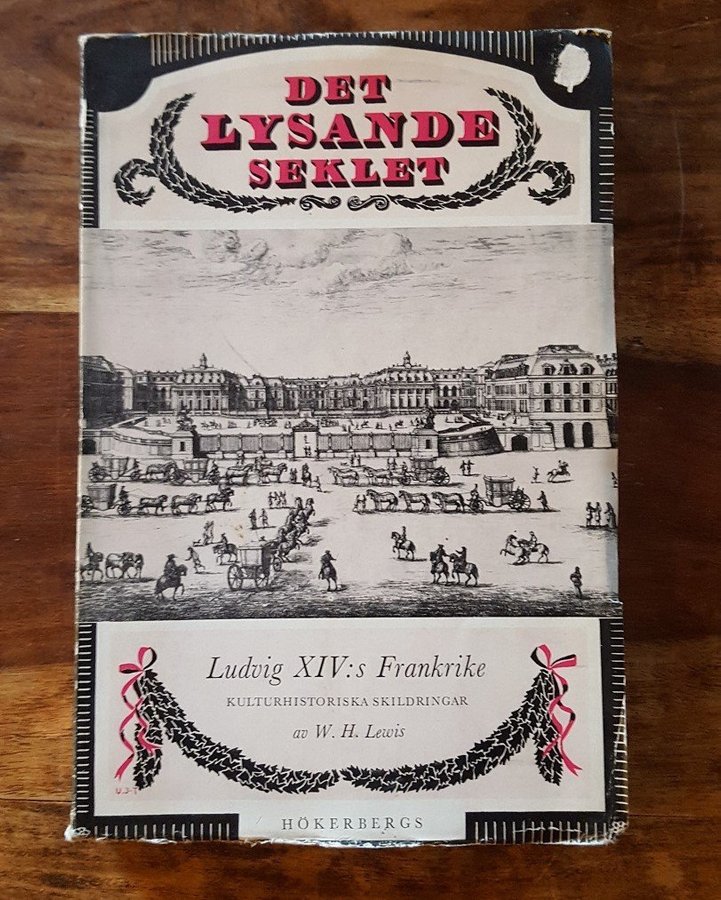 DET
LYSANDE
SEKLET
Ludvig XIV:s Frankrike
KULTURHISTORISKA SKILDRINGAR
av W. H. Lewis
HÖKERBERGS